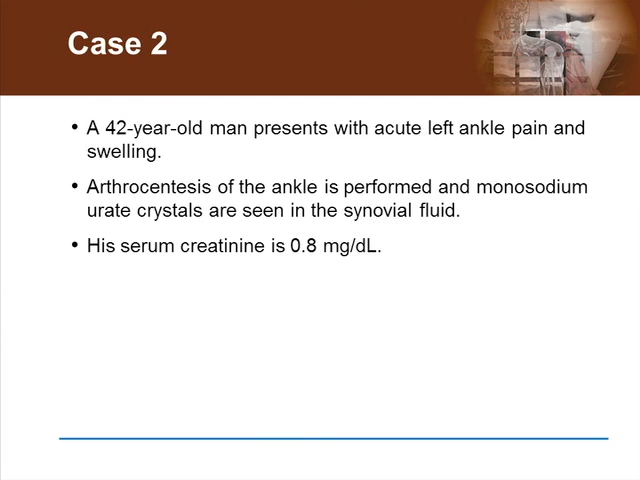 Case 2
• A 42-year-old man presents with acute left ankle pain and
swelling.
• Arthrocentesis of the ankle is performed and monosodium
urate crystals are seen in the synovial fluid.
• His serum creatinine is 0.8 mg/dL.